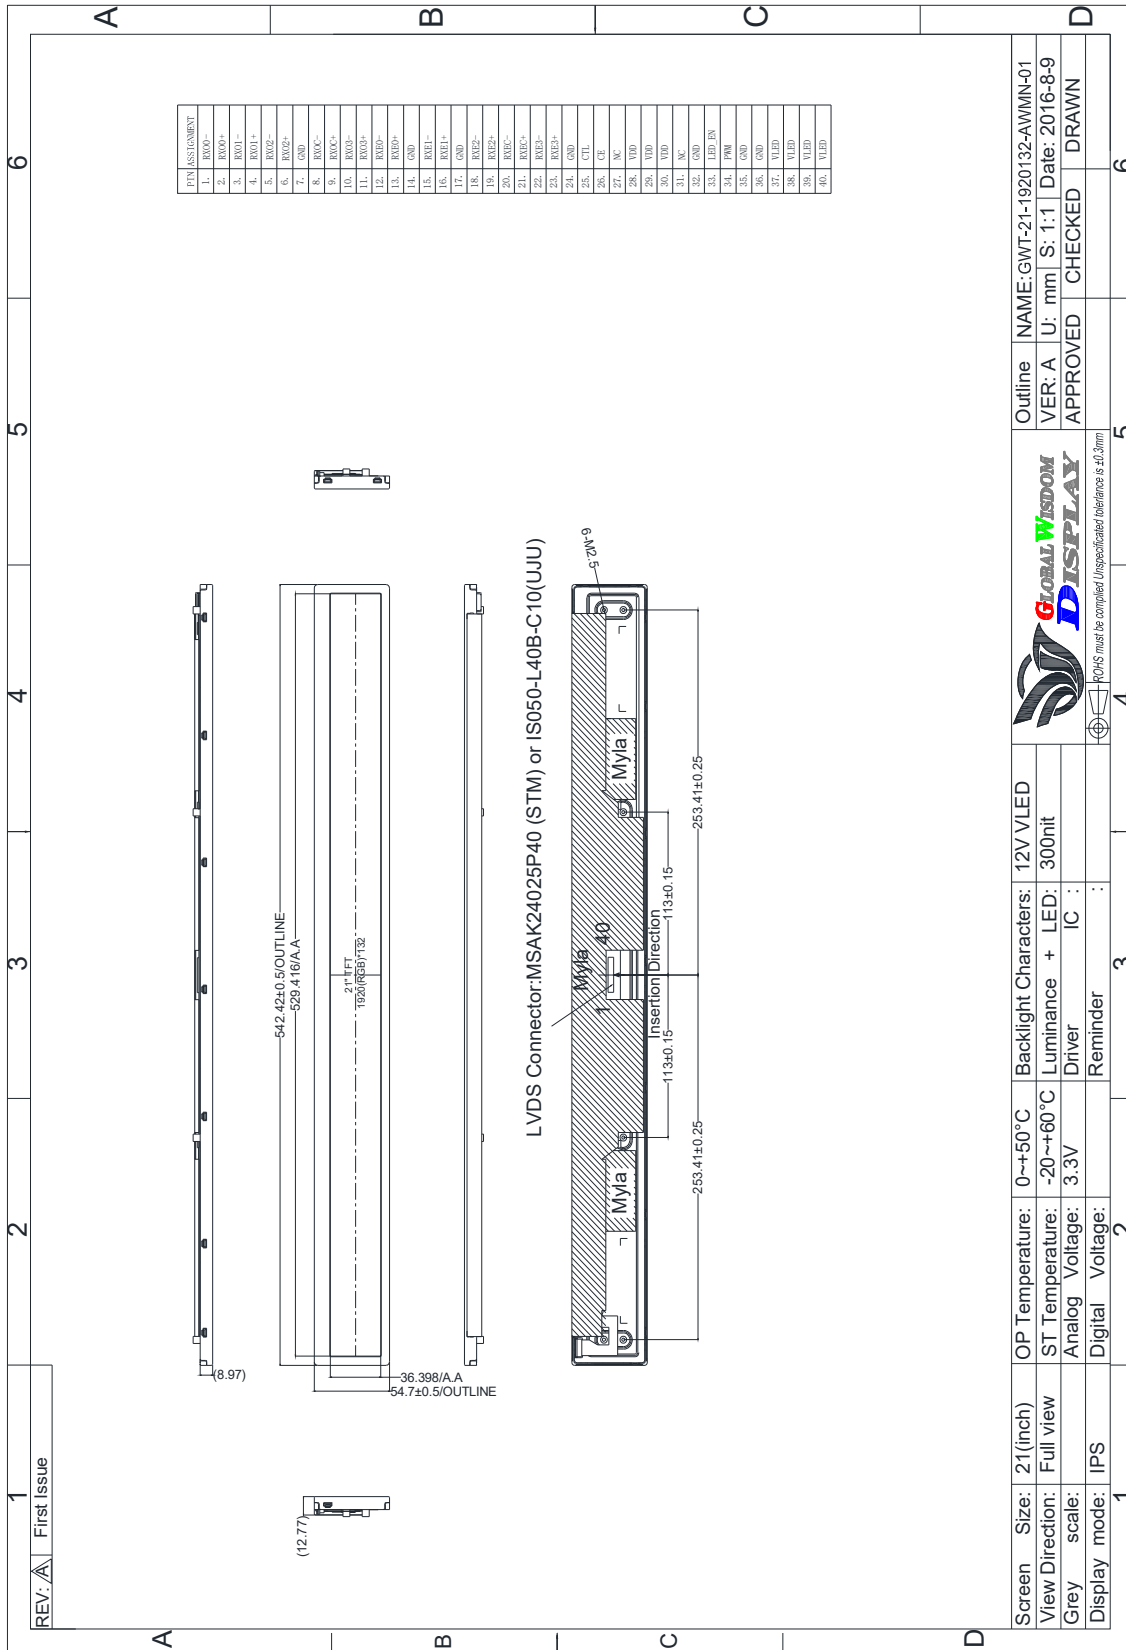 REV: A First Issue
1 2 3 4 5 6
A
B
C
D
PIN ASSIGNMENT
1. RXO0-
2. RXO0+
3. RXO1-
4. RXO1+
5. RXO2-
6. RXO2+
7. GND
8. RXOC-
9. RXOC+
10. RXO3-
11. RXO3+
12. RXE0-
13. RXE0+
14. GND
15. RXE1-
16. RXE1+
17. GND
18. RXE2-
19. RXE2+
20. RXEC-
21. RXEC+
22. RXE3-
23. RXE3+
24. GND
25. CTL
26. CE
27. NC
28. VDD
29. VDD
30. VDD
31. NC
32. GND
33. LED_EN
34. PWM
35. GND
36. GND
37. VLED
38. VLED
39. VLED
40. VLED
(8.97)
542.42±0.5/OUTLINE
529.416/A.A
21" TFT
1920(RGB)*132
36.398/A.A
54.7±0.5/OUTLINE
(12.77)
LVDS Connector:MSAK24025P40 (STM) or IS050-L40B-C10(UJU)
6-M2.5
Myla
Myla
Myla
1 40
Insertion Direction
113±0.15
113±0.15
253.41±0.25
253.41±0.25
Screen Size: 21(inch)
View Direction: Full view
Grey scale:
Display mode: IPS
OP Temperature: 0~+50°C
ST Temperature: -20~+60°C
Analog Voltage: 3.3V
Digital Voltage:
Backlight Characters: 12V VLED
Luminance + LED: 300nit
Driver IC :
Reminder :
GLOBAL WISDOM
DISPLAY
ROHS must be complied Unspecificated tolerlance is ±0.3mm
Outline NAME:GWT-21-1920132-AWMN-01
VER: A U: mm S: 1:1 Date: 2016-8-9
APPROVED CHECKED DRAWN
A
B
C
D
1 2 3 4 5 6